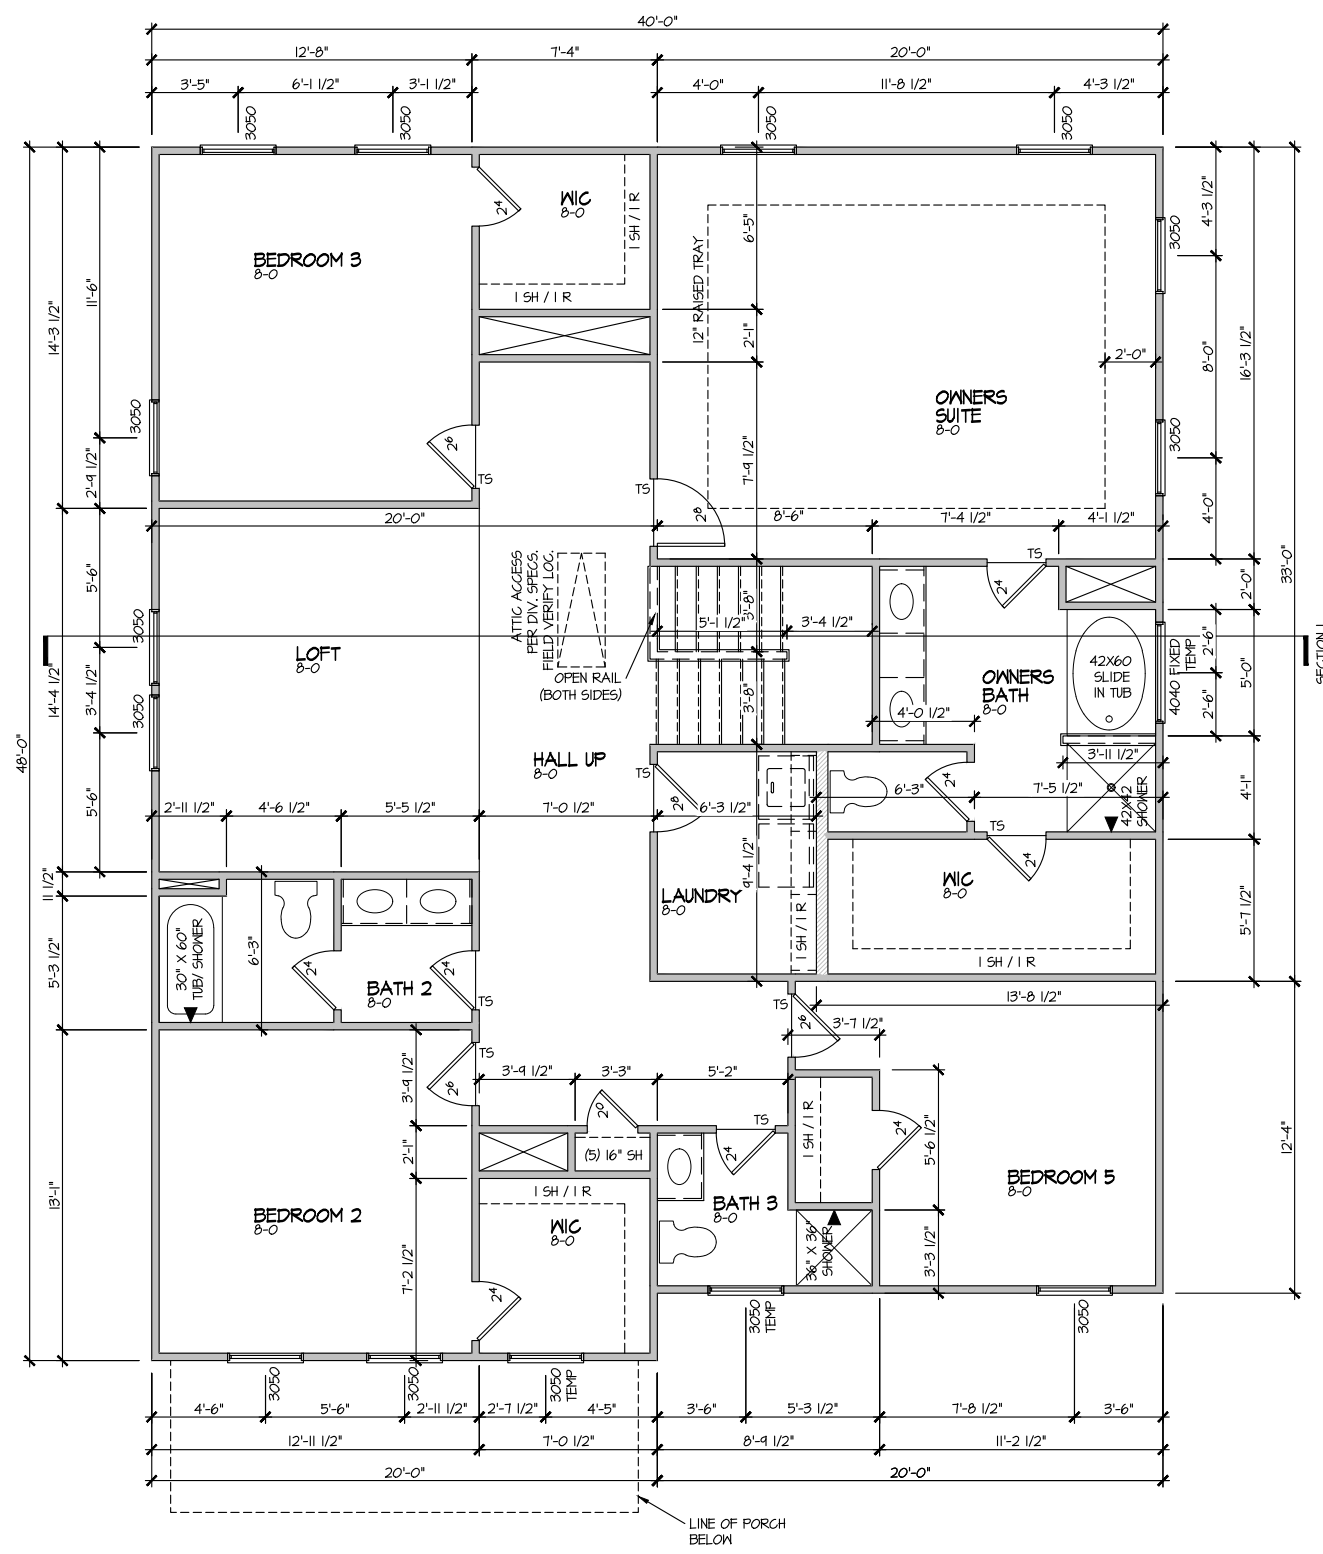 40'-0"
12'-8"
7'-4"
20'-0"
3'-5"
6'-1 1/2"
3'-1 1/2"
4'-0"
11'-8 1/2"
4'-3 1/2"
3050
3050
3050
3050
BEDROOM 3
8-0
2⁴
WIC
8-0
1 SH / 1 R
1 SH / 1 R
12" RAISED TRAY
6'-5"
2'-1"
7'-9 1/2"
OWNERS
SUITE
8-0
2'-0"
3050
3050
4'-3 1/2"
8'-0"
4'-0"
16'-3 1/2"
33'-0"
11'-6"
14'-3 1/2"
2'-9 1/2"
3050
2⁶
TS
TS
2⁸
20'-0"
8'-6"
7'-4 1/2"
4'-1 1/2"
TS
2⁴
ATTIC ACCESS
PER DIV. SPECS.
FIELD VERIFY LOC.
5'-6"
3'-4 1/2"
5'-6"
14'-4 1/2"
48'-0"
3050
3050
LOFT
8-0
OPEN RAIL
(BOTH SIDES)
5'-1 1/2"
3'-4 1/2"
3'-8"
3'-8"
OWNERS
BATH
8-0
42X60
SLIDE
IN TUB
4040 FIXED
TEMP
2'-0"
2'-6"
2'-6"
5'-0"
SECTION 1
4'-0 1/2"
3'-11 1/2"
HALL UP
8-0
TS
2⁸
6'-3 1/2"
6'-3"
2⁴
7'-5 1/2"
42X42
SHOWER
4'-1"
2'-11 1/2"
4'-6 1/2"
5'-5 1/2"
7'-0 1/2"
TS
2⁴
9'-4 1/2"
LAUNDRY
8-0
1 SH / 1 R
WIC
8-0
1 SH / 1 R
5'-7 1/2"
11 1/2"
5'-3 1/2"
30" X 60"
TUB/ SHOWER
6'-3"
2⁴
BATH 2
8-0
2⁴
TS
TS
2⁶
13'-8 1/2"
3'-7 1/2"
TS
2⁶
3'-9 1/2"
3'-9 1/2"
3'-3"
5'-2"
2⁰
TS
2⁴
2'-1"
(5) 16" SH
1 SH / 1 R
1 SH / 1 R
2⁴
5'-6 1/2"
12'-4"
BEDROOM 5
8-0
BEDROOM 2
8-0
13'-1"
7'-2 1/2"
WIC
8-0
2⁴
BATH 3
8-0
36" X 36"
SHOWER
3'-3 1/2"
3050
TEMP
3050
3050
3050
3050
TEMP
4'-6"
5'-6"
2'-11 1/2"
2'-7 1/2"
4'-5"
3'-6"
5'-3 1/2"
7'-8 1/2"
3'-6"
12'-11 1/2"
7'-0 1/2"
8'-9 1/2"
11'-2 1/2"
20'-0"
20'-0"
LINE OF PORCH
BELOW